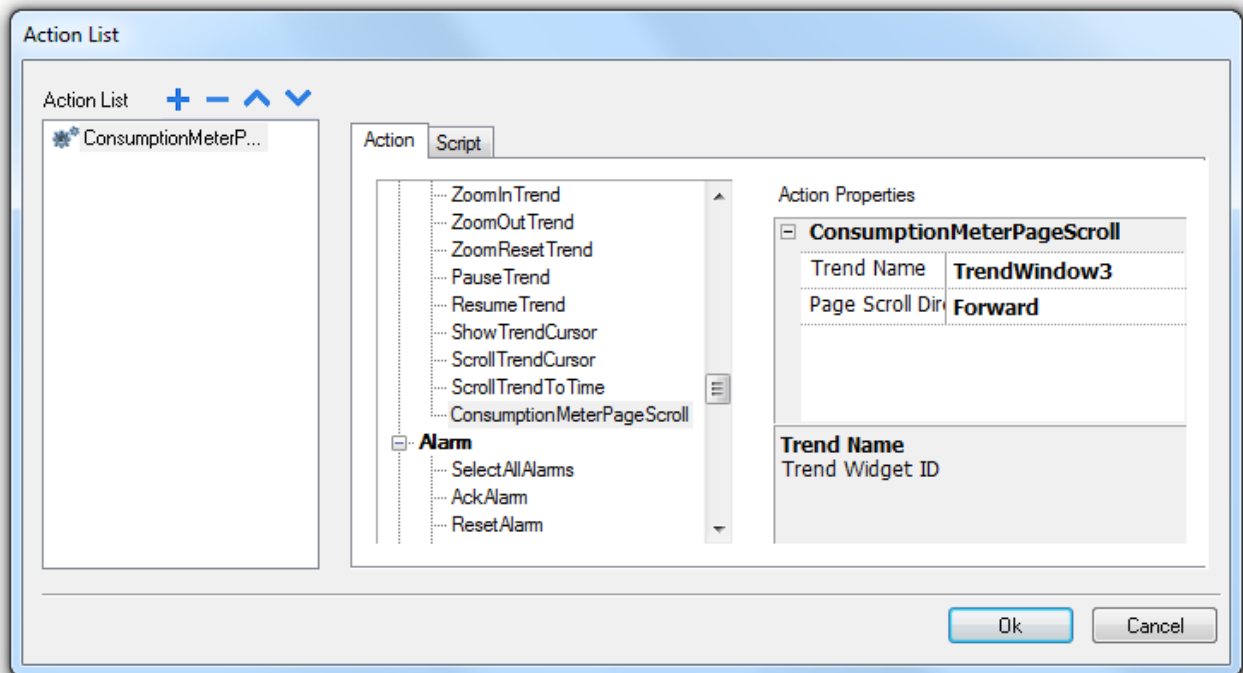 Action List
Action List
ConsumptionMeterP...
Action
Script
ZoomInTrend
ZoomOutTrend
ZoomResetTrend
PauseTrend
ResumeTrend
ShowTrendCursor
ScrollTrendCursor
ScrollTrendToTime
ConsumptionMeterPageScroll
Alarm
SelectAllAlarms
AckAlarm
ResetAlarm
Action Properties
ConsumptionMeterPageScroll
Trend Name TrendWindow3
Page Scroll Dire Forward
Trend Name
Trend Widget ID
Ok
Cancel